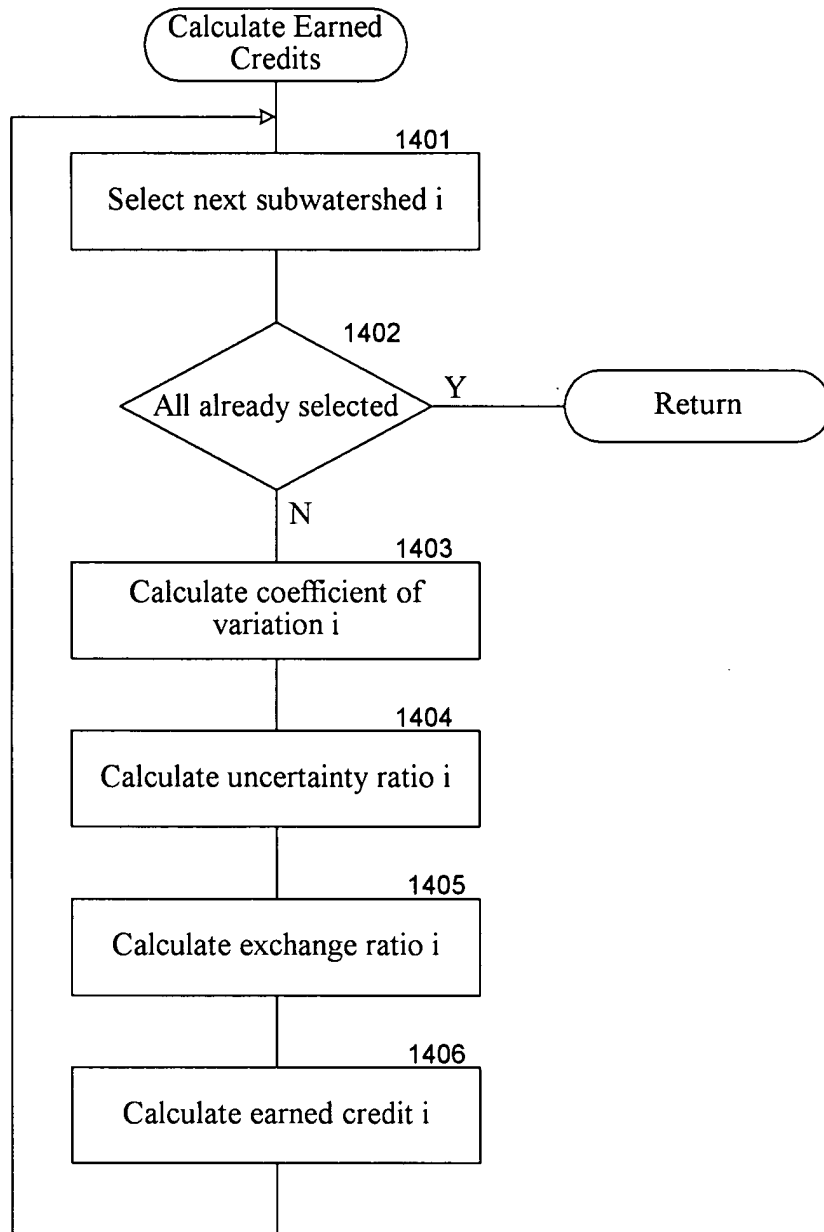 Calculate Earned
Credits
1401
Select next subwatershed i
1402
All already selected
Y
Return
N
1403
Calculate coefficient of
variation i
1404
Calculate uncertainty ratio i
1405
Calculate exchange ratio i
1406
Calculate earned credit i